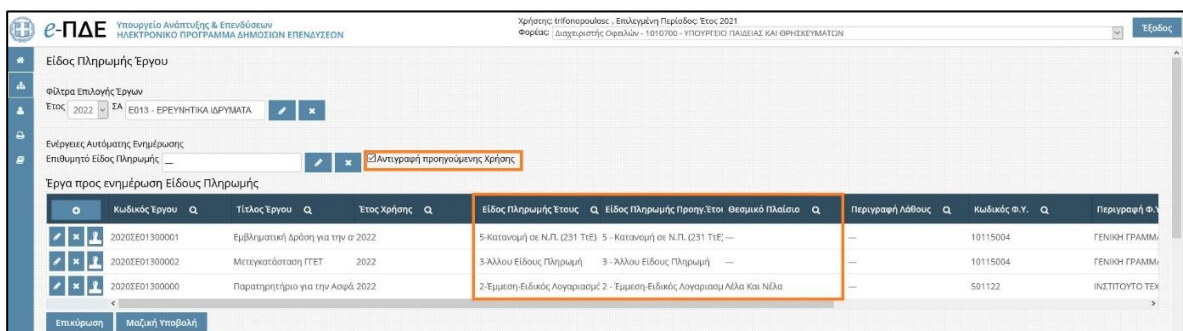 e-ΠΔΕ Υπουργείο Ανάπτυξης & Επενδύσεων
ΗΛΕΚΤΡΟΝΙΚΟ ΠΡΟΓΡΑΜΜΑ ΔΗΜΟΣΙΩΝ ΕΠΕΝΔΥΣΕΩΝ
Χρήστης: trifonopoulosc , Επιλεγμένη Περίοδος: Έτος 2021
Φορέας: Διαχειριστής Οφειλών - 1010700 - ΥΠΟΥΡΓΕΙΟ ΠΑΙΔΕΙΑΣ ΚΑΙ ΘΡΗΣΚΕΥΜΑΤΩΝ
Έξοδος
Είδος Πληρωμής Έργου
Φίλτρα Επιλογής Έργων
Έτος 2022 ΣΑ E013 - ΕΡΕΥΝΗΤΙΚΑ ΙΔΡΥΜΑΤΑ
Ενέργειες Αυτόματης Ενημέρωσης
Επιθυμητό Είδος Πληρωμής __ Αντιγραφή προηγούμενης Χρήσης
Έργα προς ενημέρωση Είδους Πληρωμής
Κωδικός Έργου Τίτλος Έργου Έτος Χρήσης Είδος Πληρωμής Έτους Είδος Πληρωμής Προηγ.Έτου Θεσμικό Πλαίσιο Περιγραφή Λάθους Κωδικός Φ.Υ. Περιγραφή Φ.Υ
2020ΣΕ01300001 Εμβληματική Δράση για την α 2022 5-Κατανομή σε Ν.Π. (231 ΤτΕ) 5 - Κατανομή σε Ν.Π. (231 ΤτΕ) — — 10115004 ΓΕΝΙΚΗ ΓΡΑΜΜΑ
2020ΣΕ01300002 Μετεγκατάσταση ΓΓΕΤ 2022 3-Άλλου Είδους Πληρωμή 3 - Άλλου Είδους Πληρωμή — — 10115004 ΓΕΝΙΚΗ ΓΡΑΜΜΑ
2020ΣΕ01300000 Παρατηρητήριο για την Ασφά 2022 2-Έμμεση-Ειδικός Λογαριασμό 2 - Έμμεση-Ειδικός Λογαριασμ Λέλα Και Νέλα — 501122 ΙΝΣΤΙΤΟΥΤΟ ΤΕΧ
Επικύρωση Μαζική Υποβολή